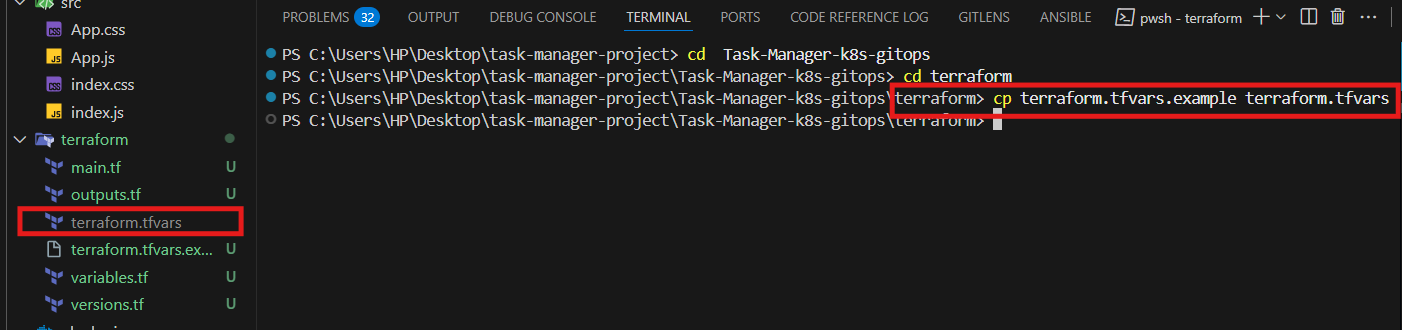 src
App.css
App.js
index.css
index.js
terraform
main.tf U
outputs.tf U
terraform.tfvars
terraform.tfvars.ex... U
variables.tf U
versions.tf U
PROBLEMS 32 OUTPUT DEBUG CONSOLE TERMINAL PORTS CODE REFERENCE LOG GITLENS ANSIBLE pwsh - terraform
PS C:\Users\HP\Desktop\task-manager-project> cd  Task-Manager-k8s-gitops
PS C:\Users\HP\Desktop\task-manager-project\Task-Manager-k8s-gitops> cd terraform
PS C:\Users\HP\Desktop\task-manager-project\Task-Manager-k8s-gitops\terraform> cp terraform.tfvars.example terraform.tfvars
PS C:\Users\HP\Desktop\task-manager-project\Task-Manager-k8s-gitops\terraform>